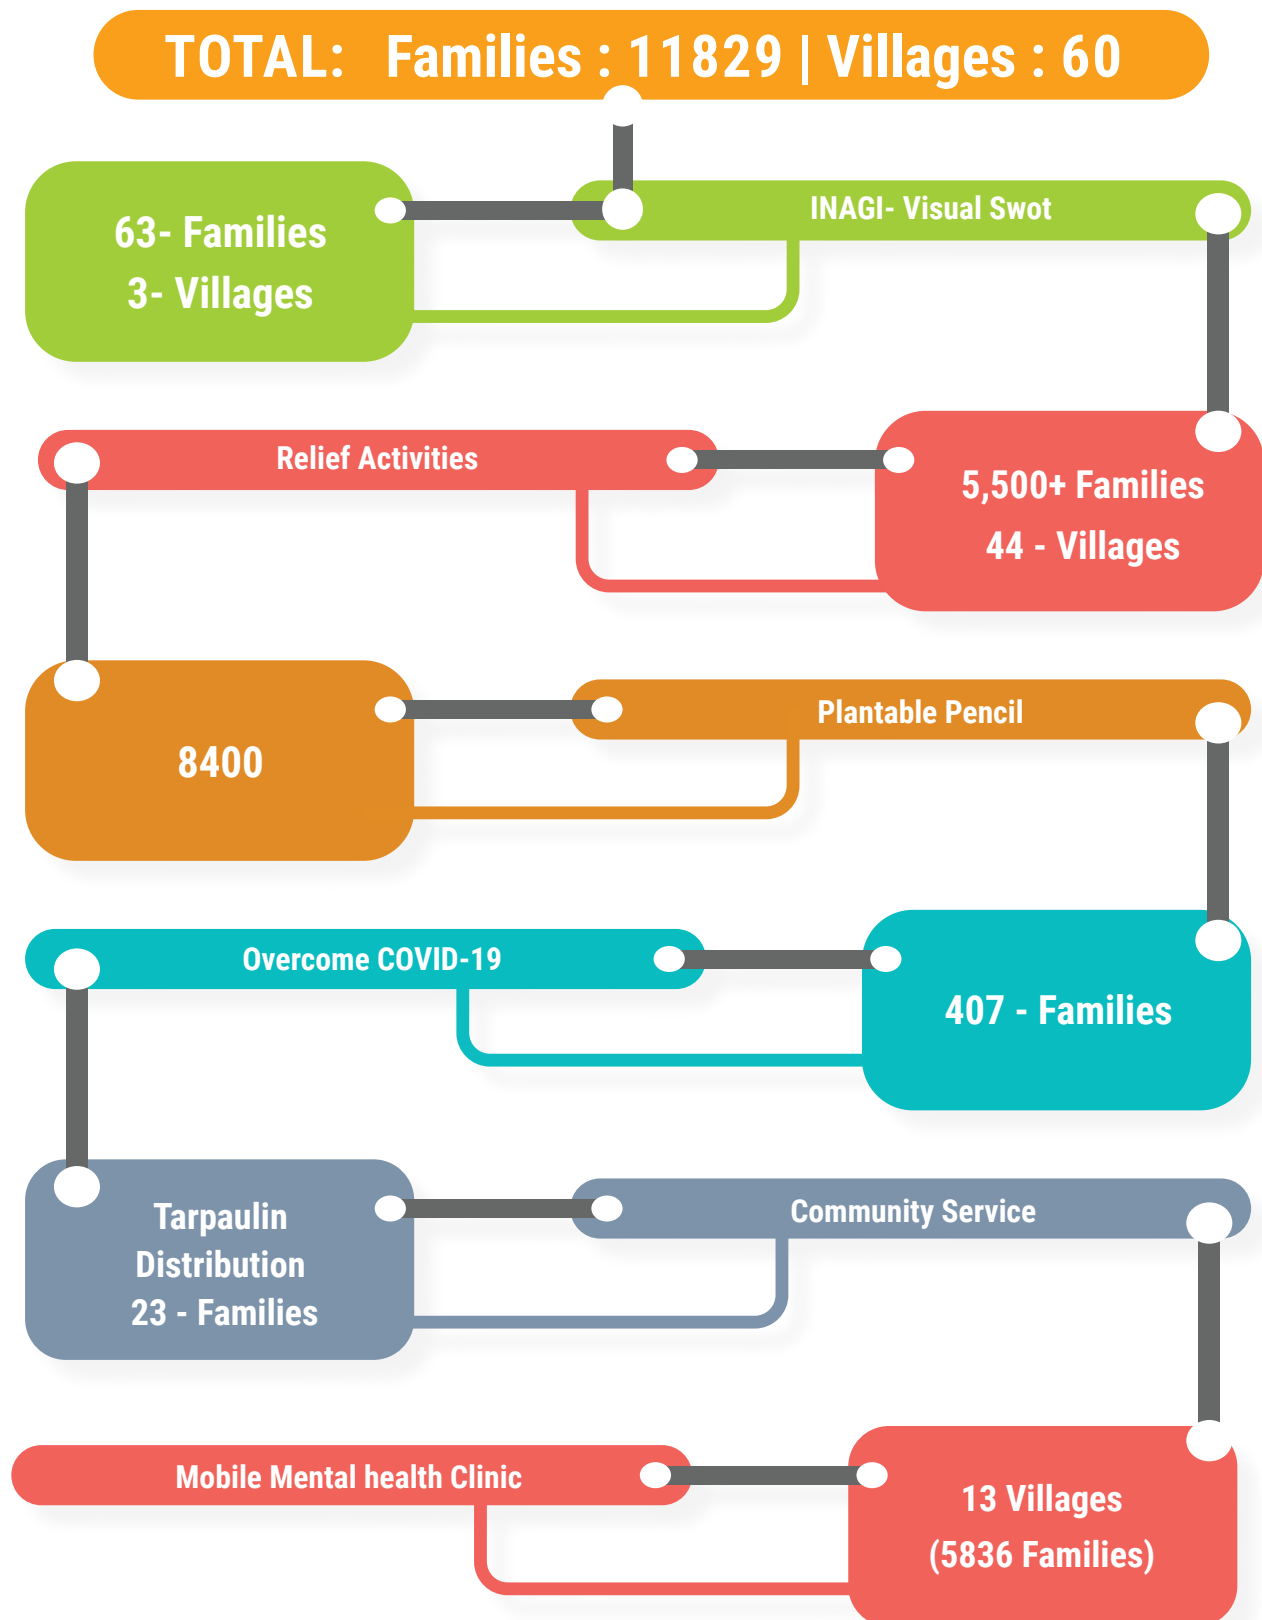 TOTAL: Families : 11829 | Villages : 60
INAGI- Visual Swot
63- Families
3- Villages
Relief Activities
5,500+ Families
44 - Villages
Plantable Pencil
8400
Overcome COVID-19
407 - Families
Community Service
Tarpaulin
Distribution
23 - Families
Mobile Mental health Clinic
13 Villages
(5836 Families)